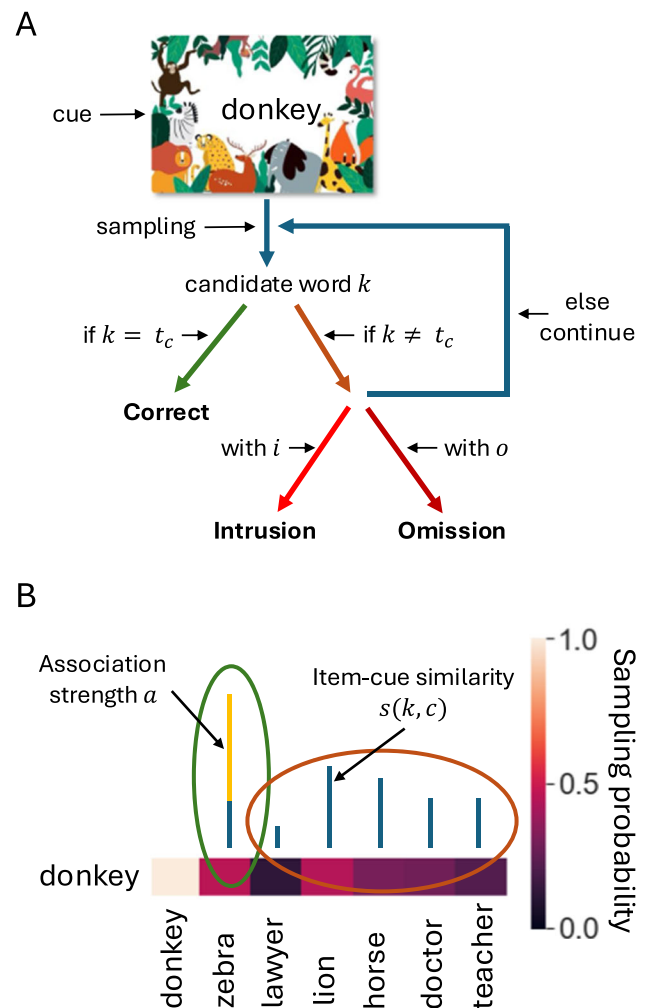 A
cue
donkey
sampling
candidate word k
if k = t_c
if k ≠ t_c
else
continue
Correct
with i
with o
Intrusion
Omission
B
Association
strength a
Item-cue similarity
s(k, c)
1.0
0.5
0.0
Sampling probability
donkey
donkey
zebra
lawyer
lion
horse
doctor
teacher